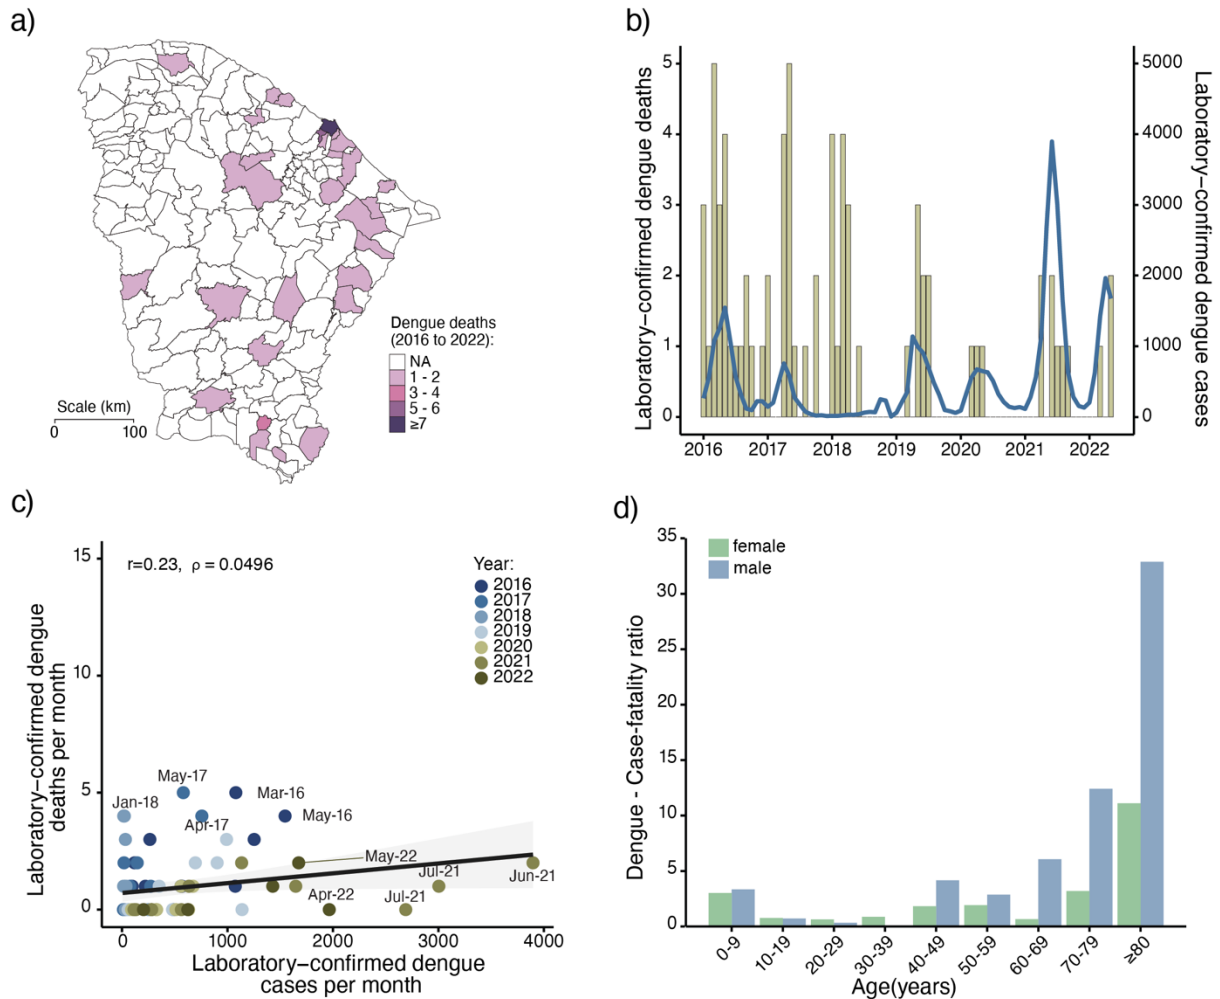 a)
Dengue deaths
(2016 to 2022):
NA
1 - 2
3 - 4
5 - 6
≥7
Scale (km)
0 100
b)
Laboratory–confirmed dengue deaths
5
4
3
2
1
0
5000
4000
3000
2000
1000
0
Laboratory–confirmed dengue cases
2016 2017 2018 2019 2020 2021 2022
c)
Laboratory–confirmed dengue
deaths per month
15
10
5
0
r=0.23, ρ = 0.0496
Year:
2016
2017
2018
2019
2020
2021
2022
May-17
Jan-18
Mar-16
Apr-17
May-16
May-22
Jul-21
Jun-21
Apr-22
Jul-21
0 1000 2000 3000 4000
Laboratory–confirmed dengue
cases per month
d)
Dengue - Case-fatality ratio
35
30
25
20
15
10
5
0
female
male
0-9 10-19 20-29 30-39 40-49 50-59 60-69 70-79 ≥80
Age(years)